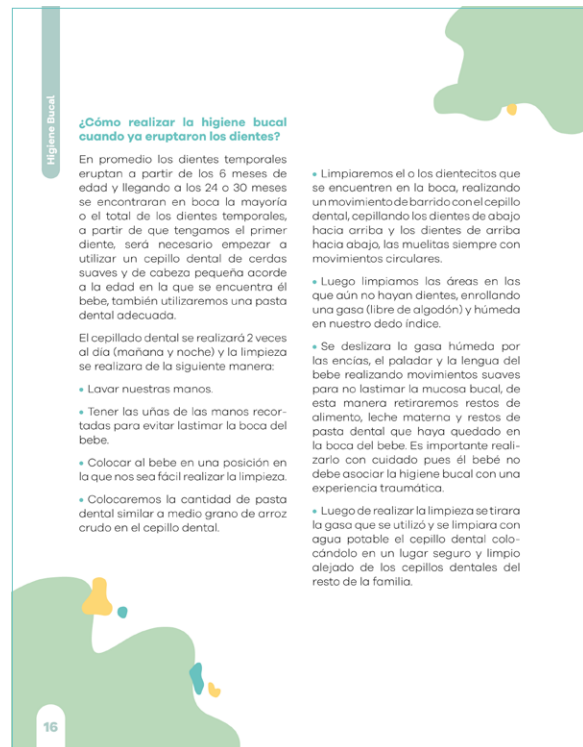 Higiene Bucal
¿Cómo realizar la higiene bucal
cuando ya eruptaron los dientes?
En promedio los dientes temporales
eruptan a partir de los 6 meses de
edad y llegando a los 24 o 30 meses
se encontraran en boca la mayoría
o el total de los dientes temporales,
a partir de que tengamos el primer
diente, será necesario empezar a
utilizar un cepillo dental de cerdas
suaves y de cabeza pequeña acorde
a la edad en la que se encuentra él
bebe, también utilizaremos una pasta
dental adecuada.
El cepillado dental se realizará 2 veces
al día (mañana y noche) y la limpieza
se realizara de la siguiente manera:
• Lavar nuestras manos.
• Tener las uñas de las manos recor-
tadas para evitar lastimar la boca del
bebe.
• Colocar al bebe en una posición en
la que nos sea fácil realizar la limpieza.
• Colocaremos la cantidad de pasta
dental similar a medio grano de arroz
crudo en el cepillo dental.
• Limpiaremos el o los dientecitos que
se encuentren en la boca, realizando
un movimiento de barrido con el cepillo
dental, cepillando los dientes de abajo
hacia arriba y los dientes de arriba
hacia abajo, las muelitas siempre con
movimientos circulares.
• Luego limpiamos las áreas en las
que aún no hayan dientes, enrollando
una gasa (libre de algodón) y húmeda
en nuestro dedo índice.
• Se deslizara la gasa húmeda por
las encías, el paladar y la lengua del
bebe realizando movimientos suaves
para no lastimar la mucosa bucal, de
esta manera retiraremos restos de
alimento, leche materna y restos de
pasta dental que haya quedado en
la boca del bebe. Es importante reali-
zarlo con cuidado pues él bebé no
debe asociar la higiene bucal con una
experiencia traumática.
• Luego de realizar la limpieza se tirara
la gasa que se utilizó y se limpiara con
agua potable el cepillo dental colo-
cándolo en un lugar seguro y limpio
alejado de los cepillos dentales del
resto de la familia.
16